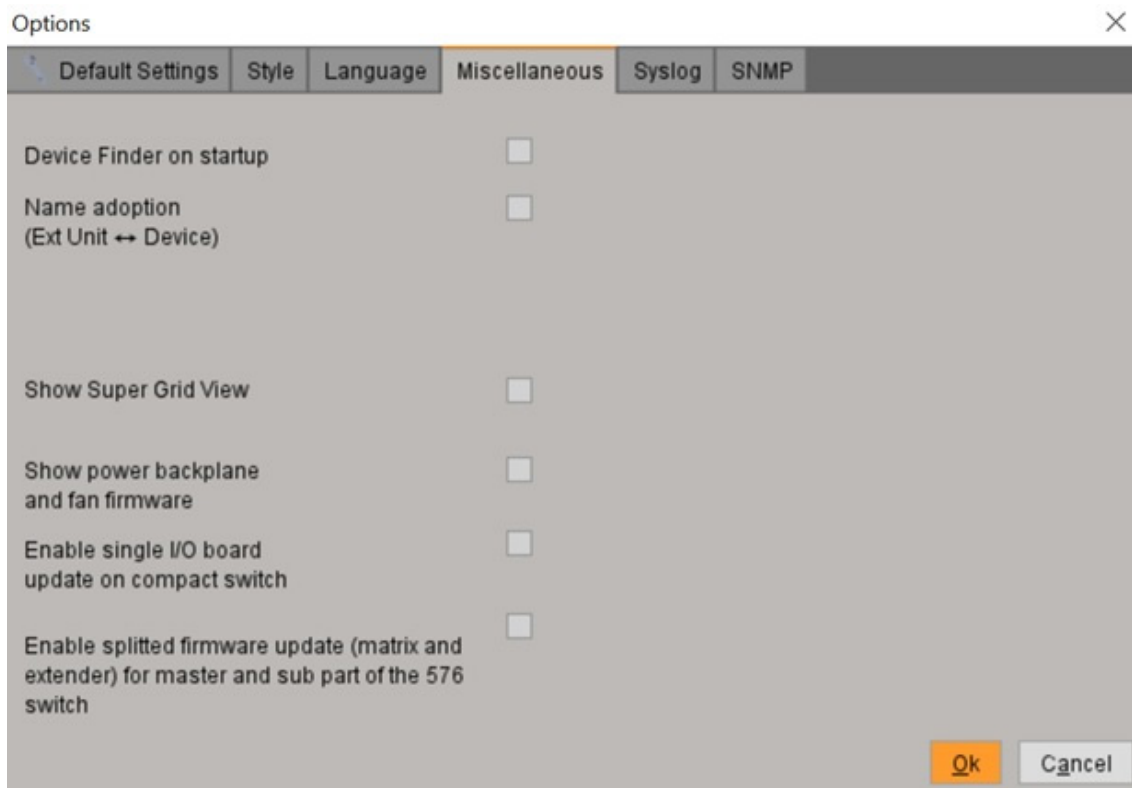 Options
Default Settings Style Language Miscellaneous Syslog SNMP
Device Finder on startup
Name adoption
(Ext Unit ↔ Device)
Show Super Grid View
Show power backplane
and fan firmware
Enable single I/O board
update on compact switch
Enable splitted firmware update (matrix and
extender) for master and sub part of the 576
switch
Ok Cancel